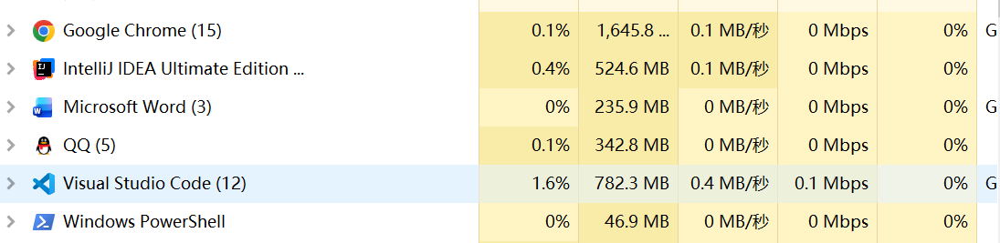 Google Chrome (15) 0.1% 1,645.8 ... 0.1 MB/秒 0 Mbps 0% G
IntelliJ IDEA Ultimate Edition ... 0.4% 524.6 MB 0.1 MB/秒 0 Mbps 0%
Microsoft Word (3) 0% 235.9 MB 0 MB/秒 0 Mbps 0% G
QQ (5) 0.1% 342.8 MB 0 MB/秒 0 Mbps 0%
Visual Studio Code (12) 1.6% 782.3 MB 0.4 MB/秒 0.1 Mbps 0% G
Windows PowerShell 0% 46.9 MB 0 MB/秒 0 Mbps 0%